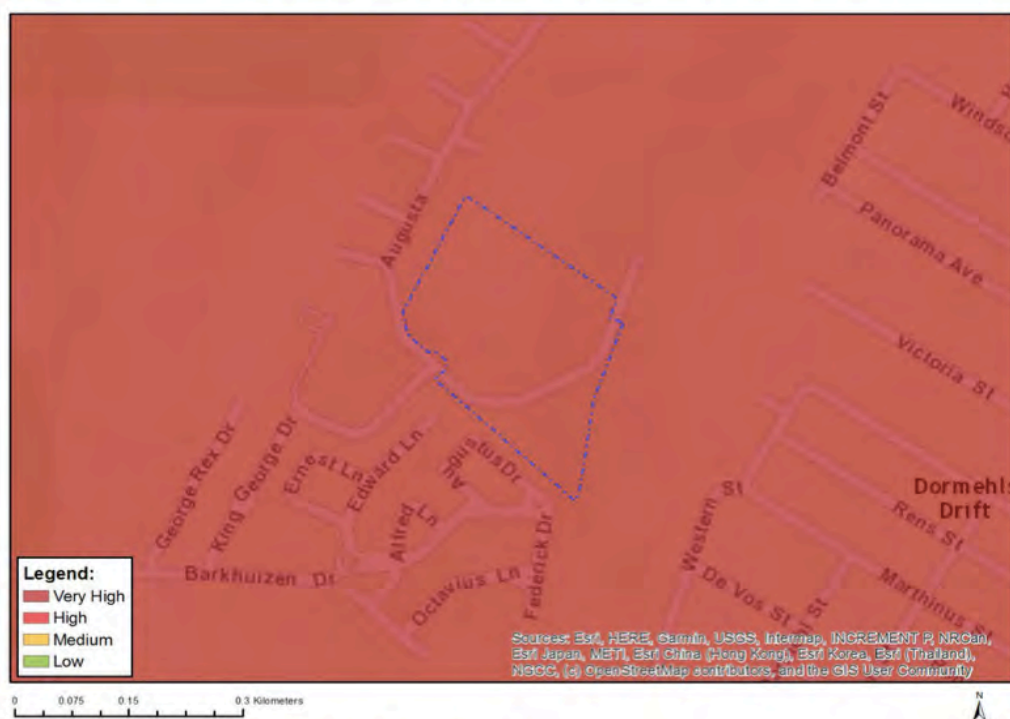 Belmont St
Windso
Panorama Ave
Augusta
Victoria St
George Rex Dr
King George Dr
Ernest Ln
Edward Ln
Augustus Dr
Alfred Ln
Barkhuizen Dr
Octavius Ln
Federick Dr
Western St
De Vos St
St
Dormehls
Drift
Rens St
Marthinus St
Legend:
Very High
High
Medium
Low
Sources: Esri, HERE, Garmin, USGS, Intermap, INCREMENT P, NRCan,
Esri Japan, METI, Esri China (Hong Kong), Esri Korea, Esri (Thailand),
NGCC, (c) OpenStreetMap contributors, and the GIS User Community
0 0.075 0.15 0.3 Kilometers
N